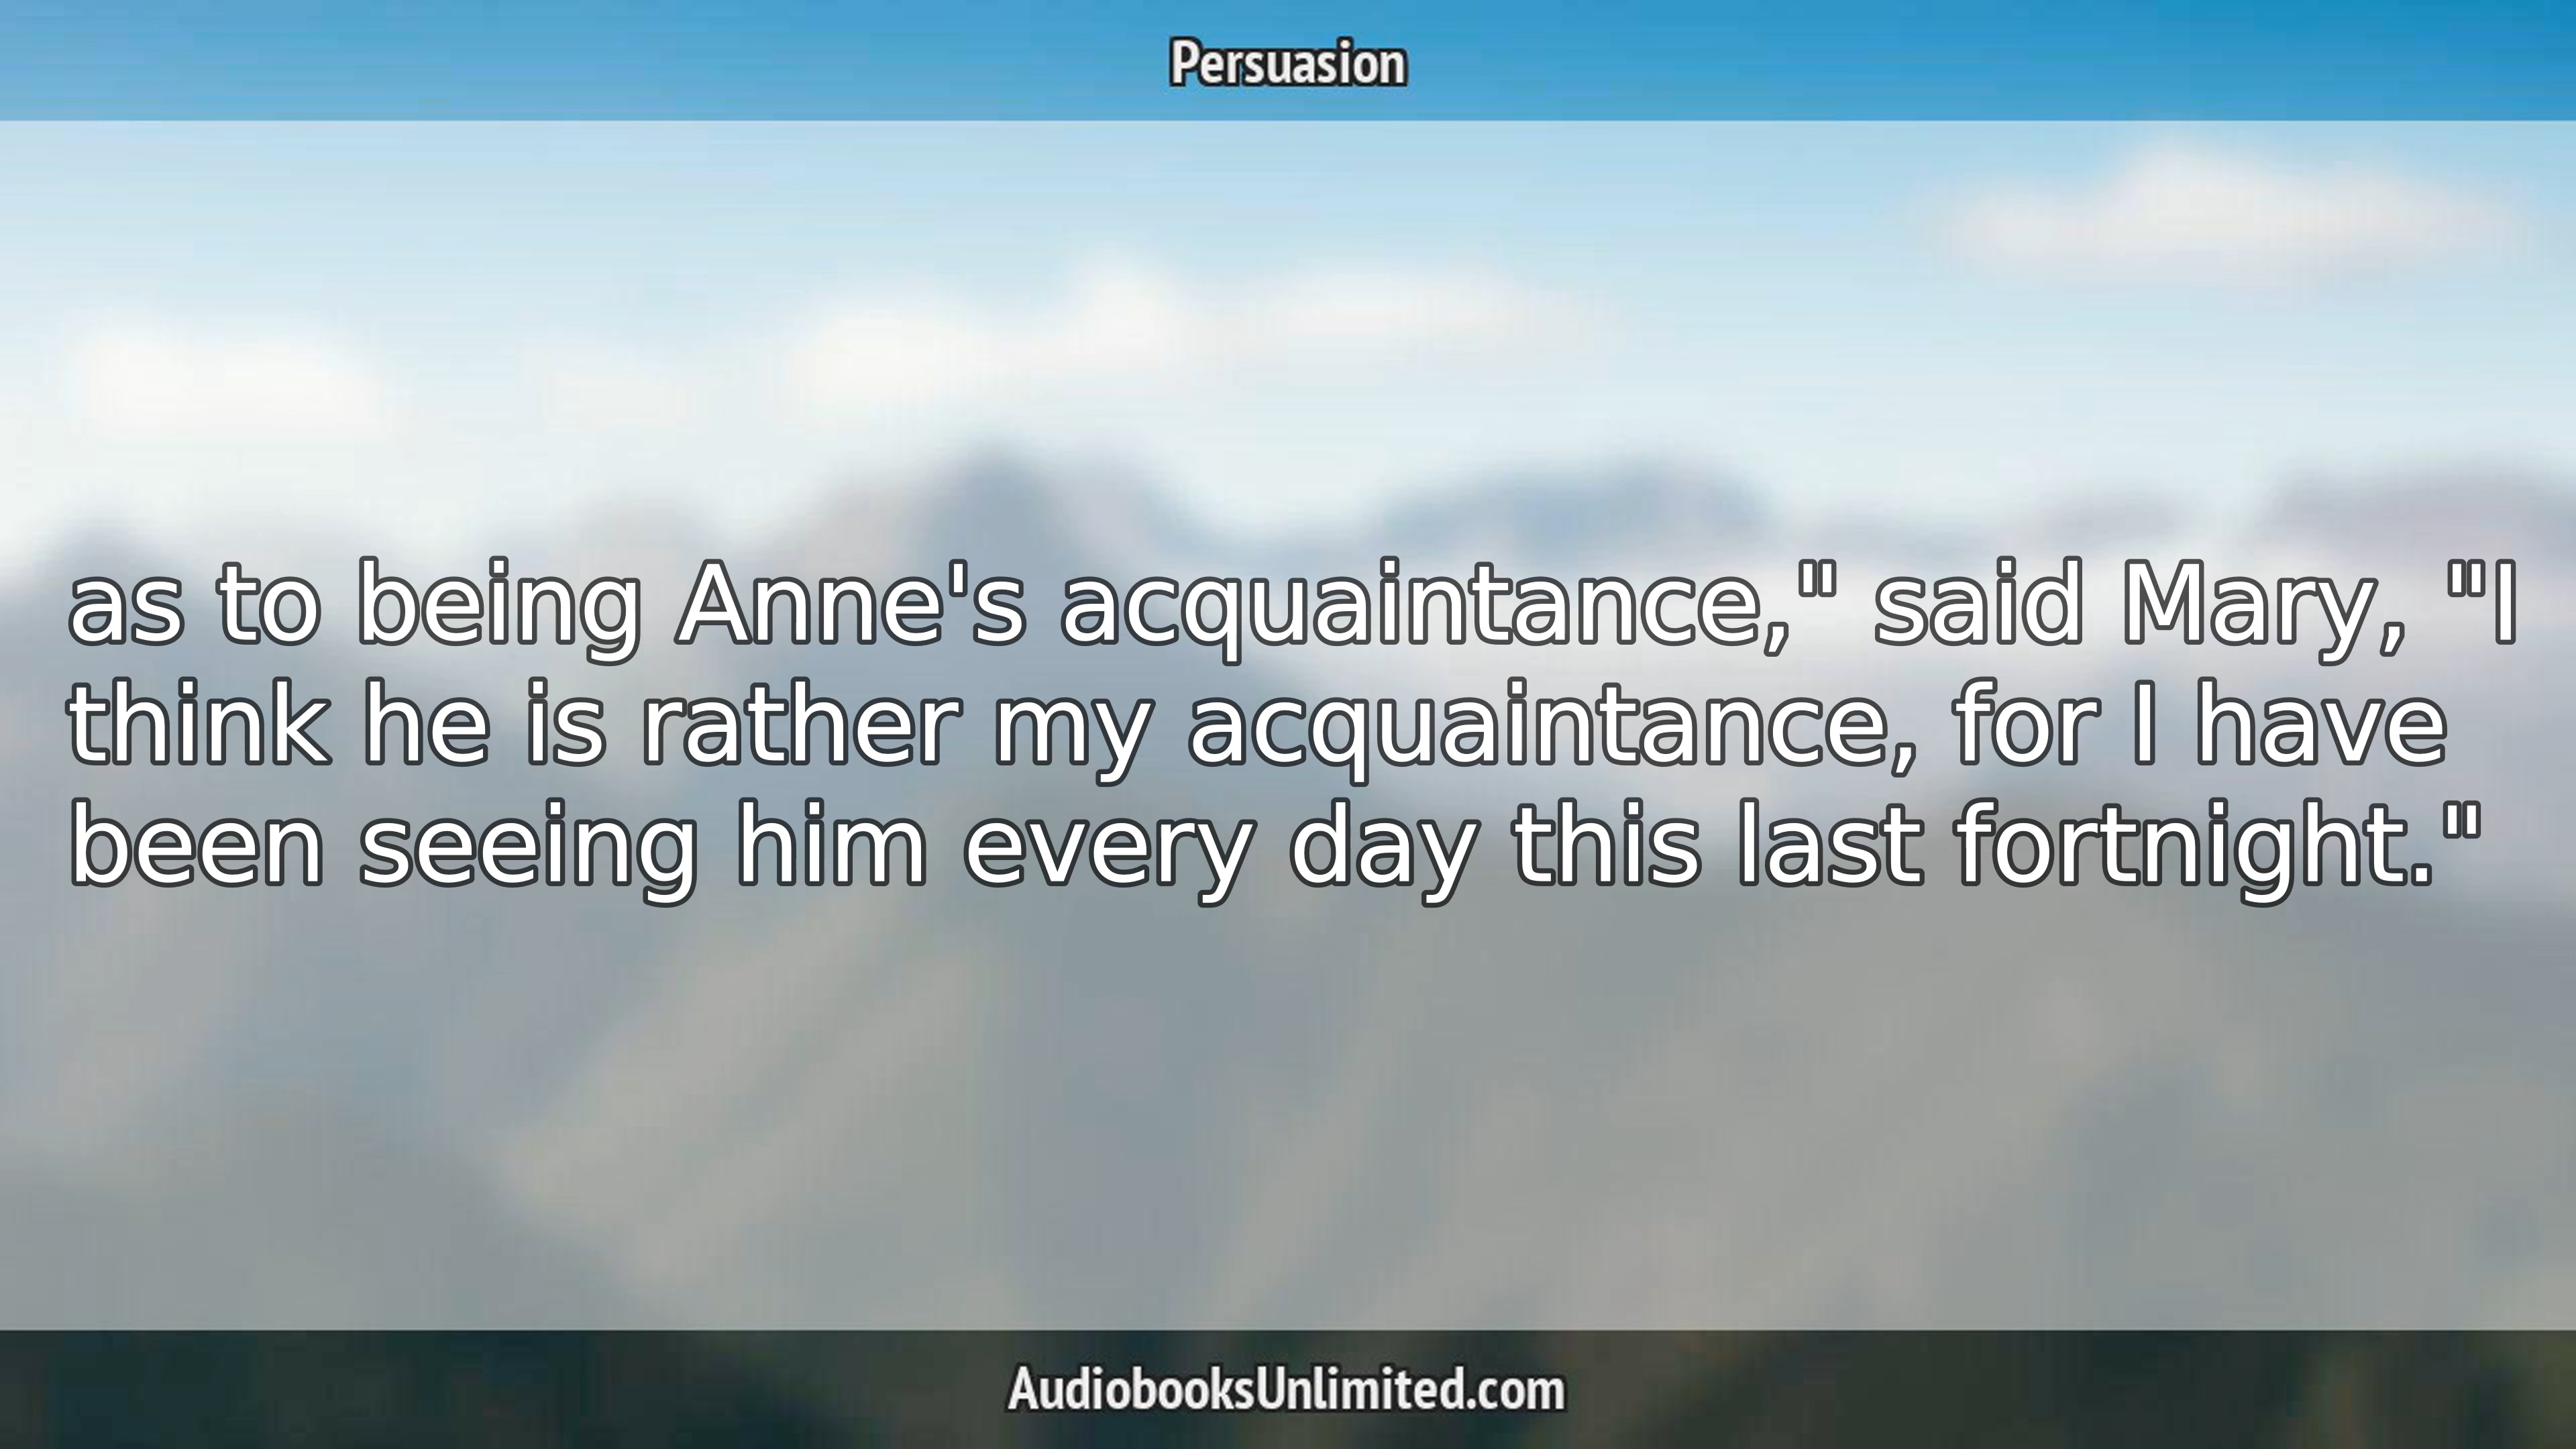 Persuasion
as to being Anne's acquaintance," said Mary, "I
think he is rather my acquaintance, for I have
been seeing him every day this last fortnight."
AudiobooksUnlimited.com